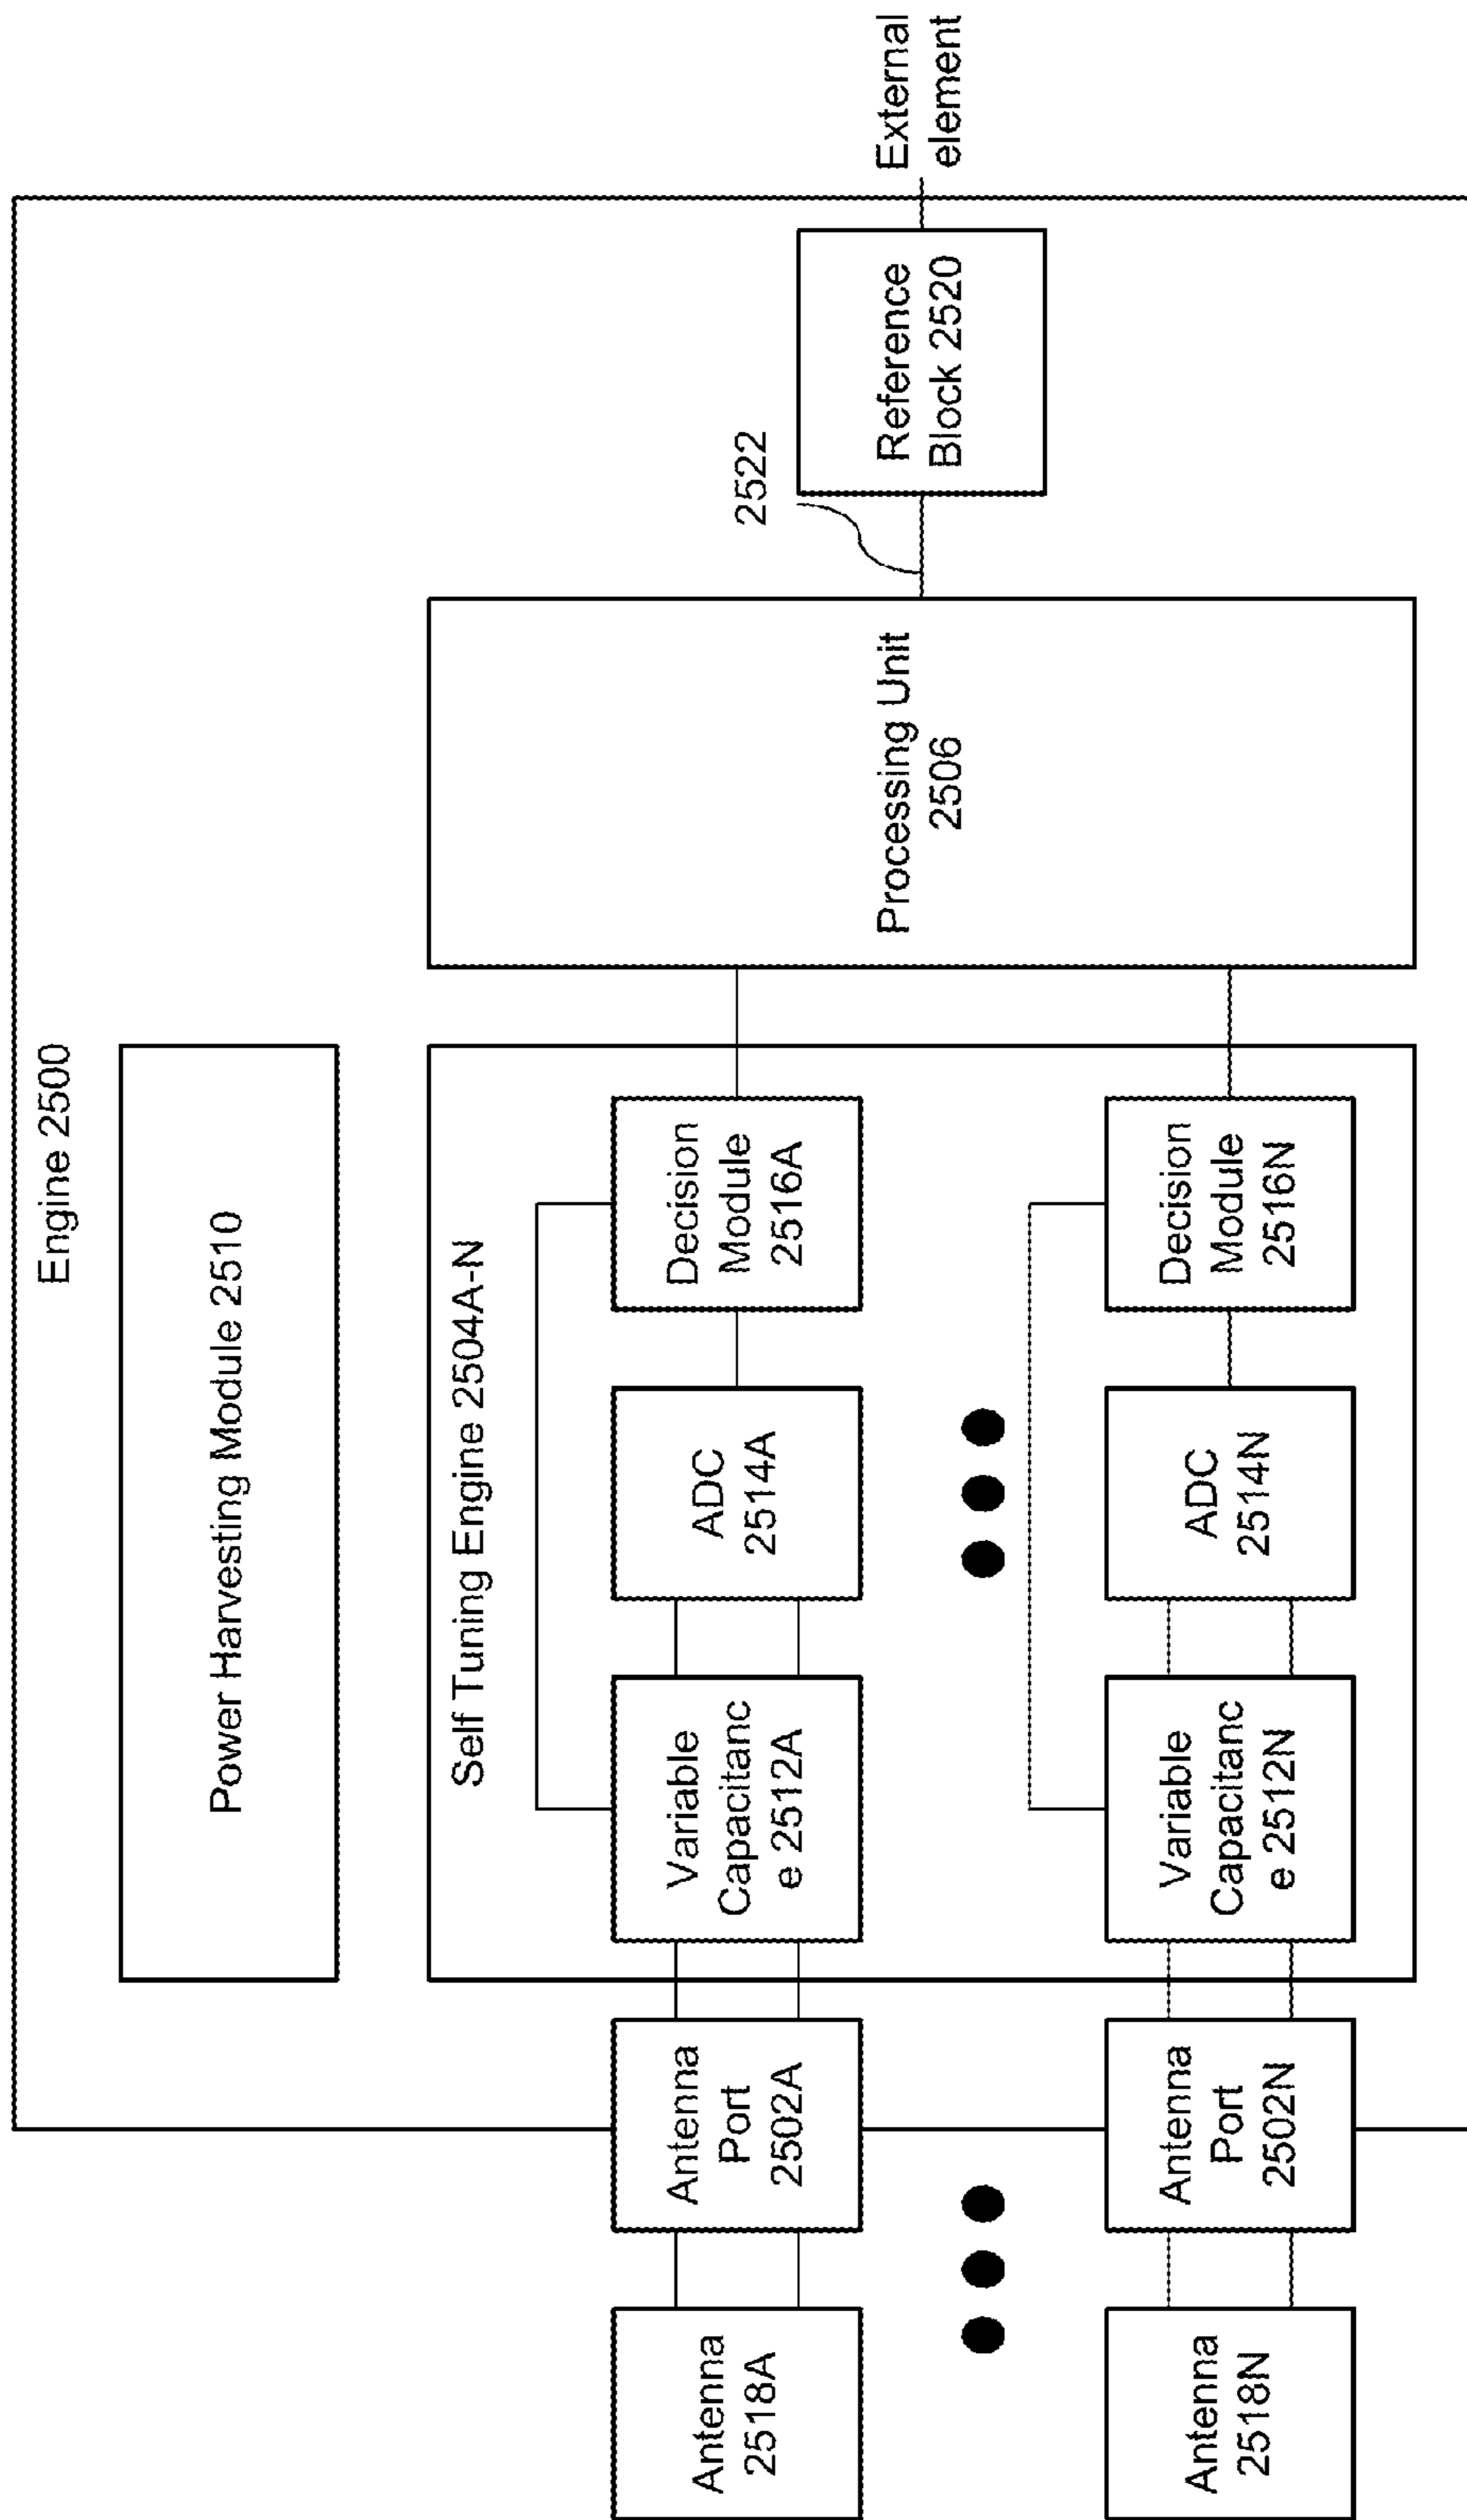 Engine 2500
Power Harvesting Module 2510
Self Tuning Engine 2504A-N
Antenna
2518A
Antenna
Port
2502A
Variable
Capacitanc
e 2512A
ADC
2514A
Decision
Module
2516A
Processing Unit
2506
2522
Reference
Block 2520
External
element
Antenna
2518N
Antenna
Port
2502N
Variable
Capacitanc
e 2512N
ADC
2514N
Decision
Module
2516N